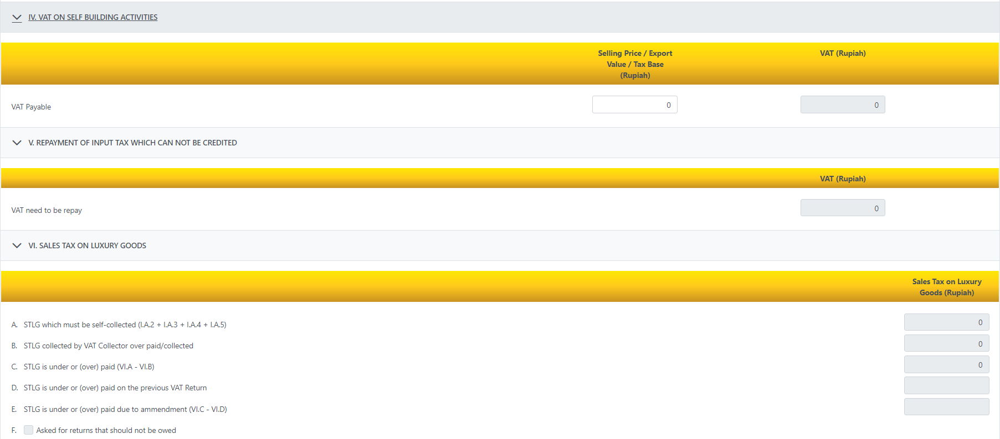 IV. VAT ON SELF BUILDING ACTIVITIES
Selling Price / Export
Value / Tax Base
(Rupiah)
VAT (Rupiah)
VAT Payable
0
0
V. REPAYMENT OF INPUT TAX WHICH CAN NOT BE CREDITED
VAT (Rupiah)
VAT need to be repay
0
VI. SALES TAX ON LUXURY GOODS
Sales Tax on Luxury
Goods (Rupiah)
A. STLG which must be self-collected (I.A.2 + I.A.3 + I.A.4 + I.A.5)
0
B. STLG collected by VAT Collector over paid/collected
0
C. STLG is under or (over) paid (VI.A - VI.B)
0
D. STLG is under or (over) paid on the previous VAT Return
E. STLG is under or (over) paid due to ammendment (VI.C - VI.D)
F. Asked for returns that should not be owed